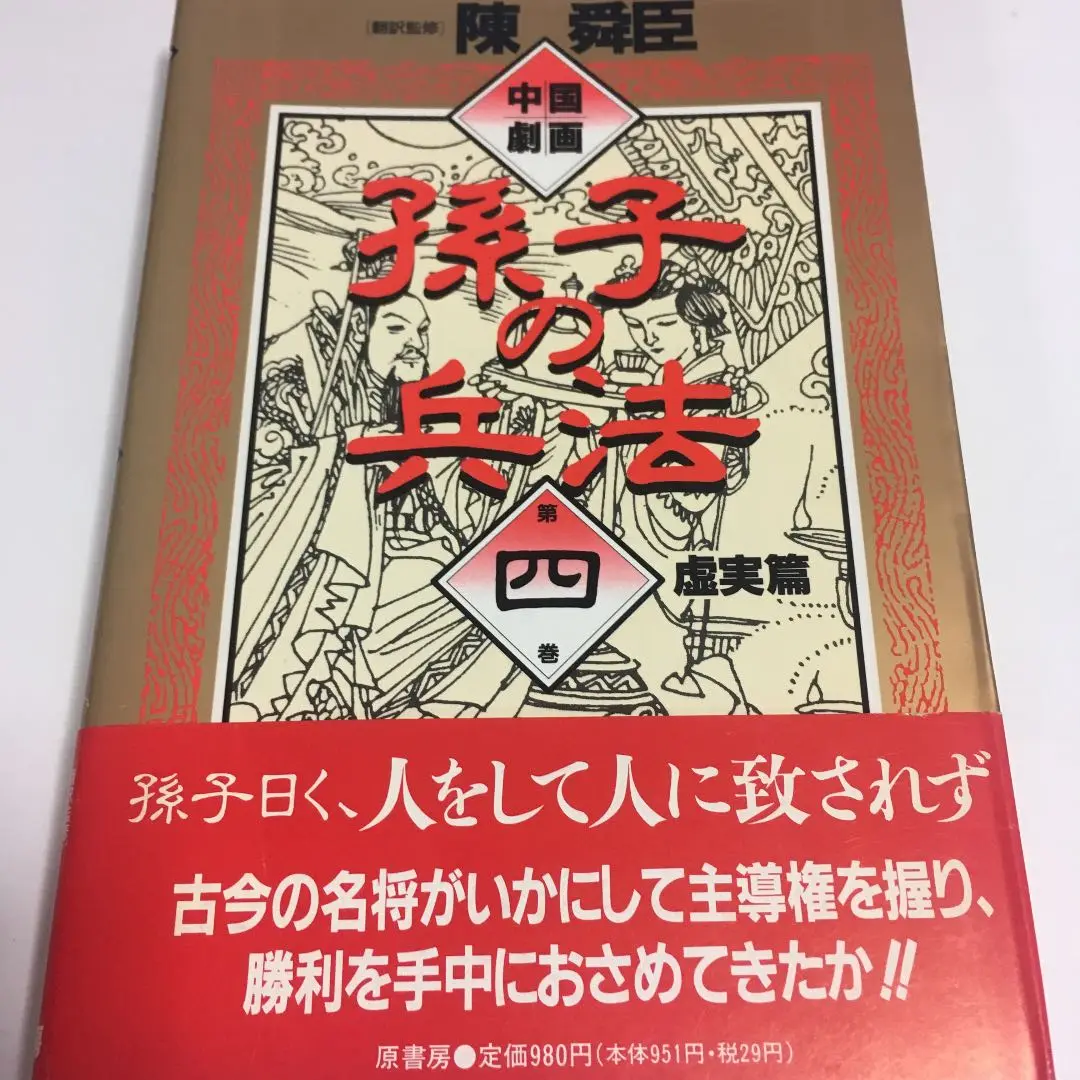 [翻訳監修] 陳 舜臣
中国
劇画
孫子
の
兵法
第
四
巻
虚実篇
孫子曰く、人をして人に致されず
古今の名将がいかにして主導権を握り、
勝利を手中におさめてきたか!!
原書房●定価980円(本体951円・税29円)